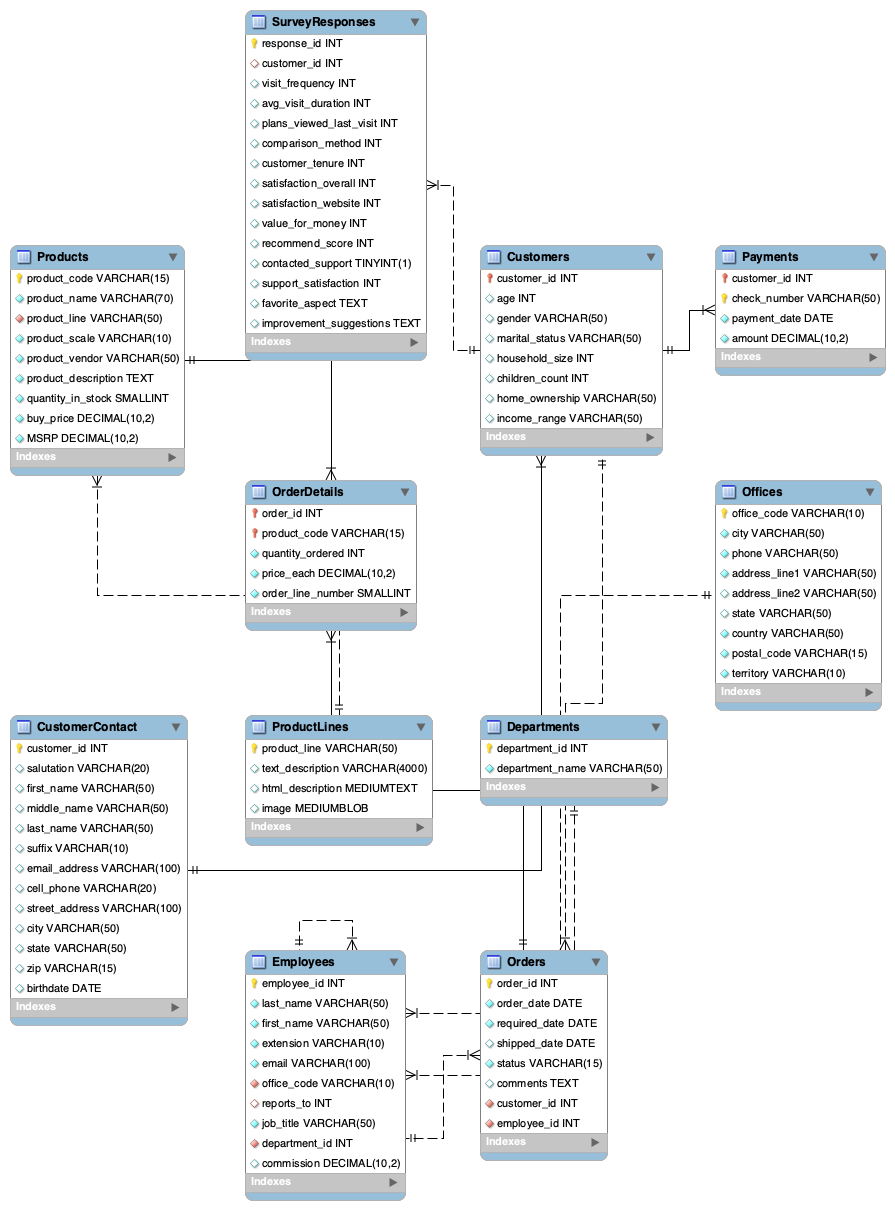 SurveyResponses
response_id INT
customer_id INT
visit_frequency INT
avg_visit_duration INT
plans_viewed_last_visit INT
comparison_method INT
customer_tenure INT
satisfaction_overall INT
satisfaction_website INT
value_for_money INT
recommend_score INT
contacted_support TINYINT(1)
support_satisfaction INT
favorite_aspect TEXT
improvement_suggestions TEXT
Indexes
Products
product_code VARCHAR(15)
product_name VARCHAR(70)
product_line VARCHAR(50)
product_scale VARCHAR(10)
product_vendor VARCHAR(50)
product_description TEXT
quantity_in_stock SMALLINT
buy_price DECIMAL(10,2)
MSRP DECIMAL(10,2)
Indexes
Customers
customer_id INT
age INT
gender VARCHAR(50)
marital_status VARCHAR(50)
household_size INT
children_count INT
home_ownership VARCHAR(50)
income_range VARCHAR(50)
Indexes
Payments
customer_id INT
check_number VARCHAR(50)
payment_date DATE
amount DECIMAL(10,2)
Indexes
OrderDetails
order_id INT
product_code VARCHAR(15)
quantity_ordered INT
price_each DECIMAL(10,2)
order_line_number SMALLINT
Indexes
Offices
office_code VARCHAR(10)
city VARCHAR(50)
phone VARCHAR(50)
address_line1 VARCHAR(50)
address_line2 VARCHAR(50)
state VARCHAR(50)
country VARCHAR(50)
postal_code VARCHAR(15)
territory VARCHAR(10)
Indexes
CustomerContact
customer_id INT
salutation VARCHAR(20)
first_name VARCHAR(50)
middle_name VARCHAR(50)
last_name VARCHAR(50)
suffix VARCHAR(10)
email_address VARCHAR(100)
cell_phone VARCHAR(20)
street_address VARCHAR(100)
city VARCHAR(50)
state VARCHAR(50)
zip VARCHAR(15)
birthdate DATE
Indexes
ProductLines
product_line VARCHAR(50)
text_description VARCHAR(4000)
html_description MEDIUMTEXT
image MEDIUMBLOB
Indexes
Departments
department_id INT
department_name VARCHAR(50)
Indexes
Employees
employee_id INT
last_name VARCHAR(50)
first_name VARCHAR(50)
extension VARCHAR(10)
email VARCHAR(100)
office_code VARCHAR(10)
reports_to INT
job_title VARCHAR(50)
department_id INT
commission DECIMAL(10,2)
Indexes
Orders
order_id INT
order_date DATE
required_date DATE
shipped_date DATE
status VARCHAR(15)
comments TEXT
customer_id INT
employee_id INT
Indexes